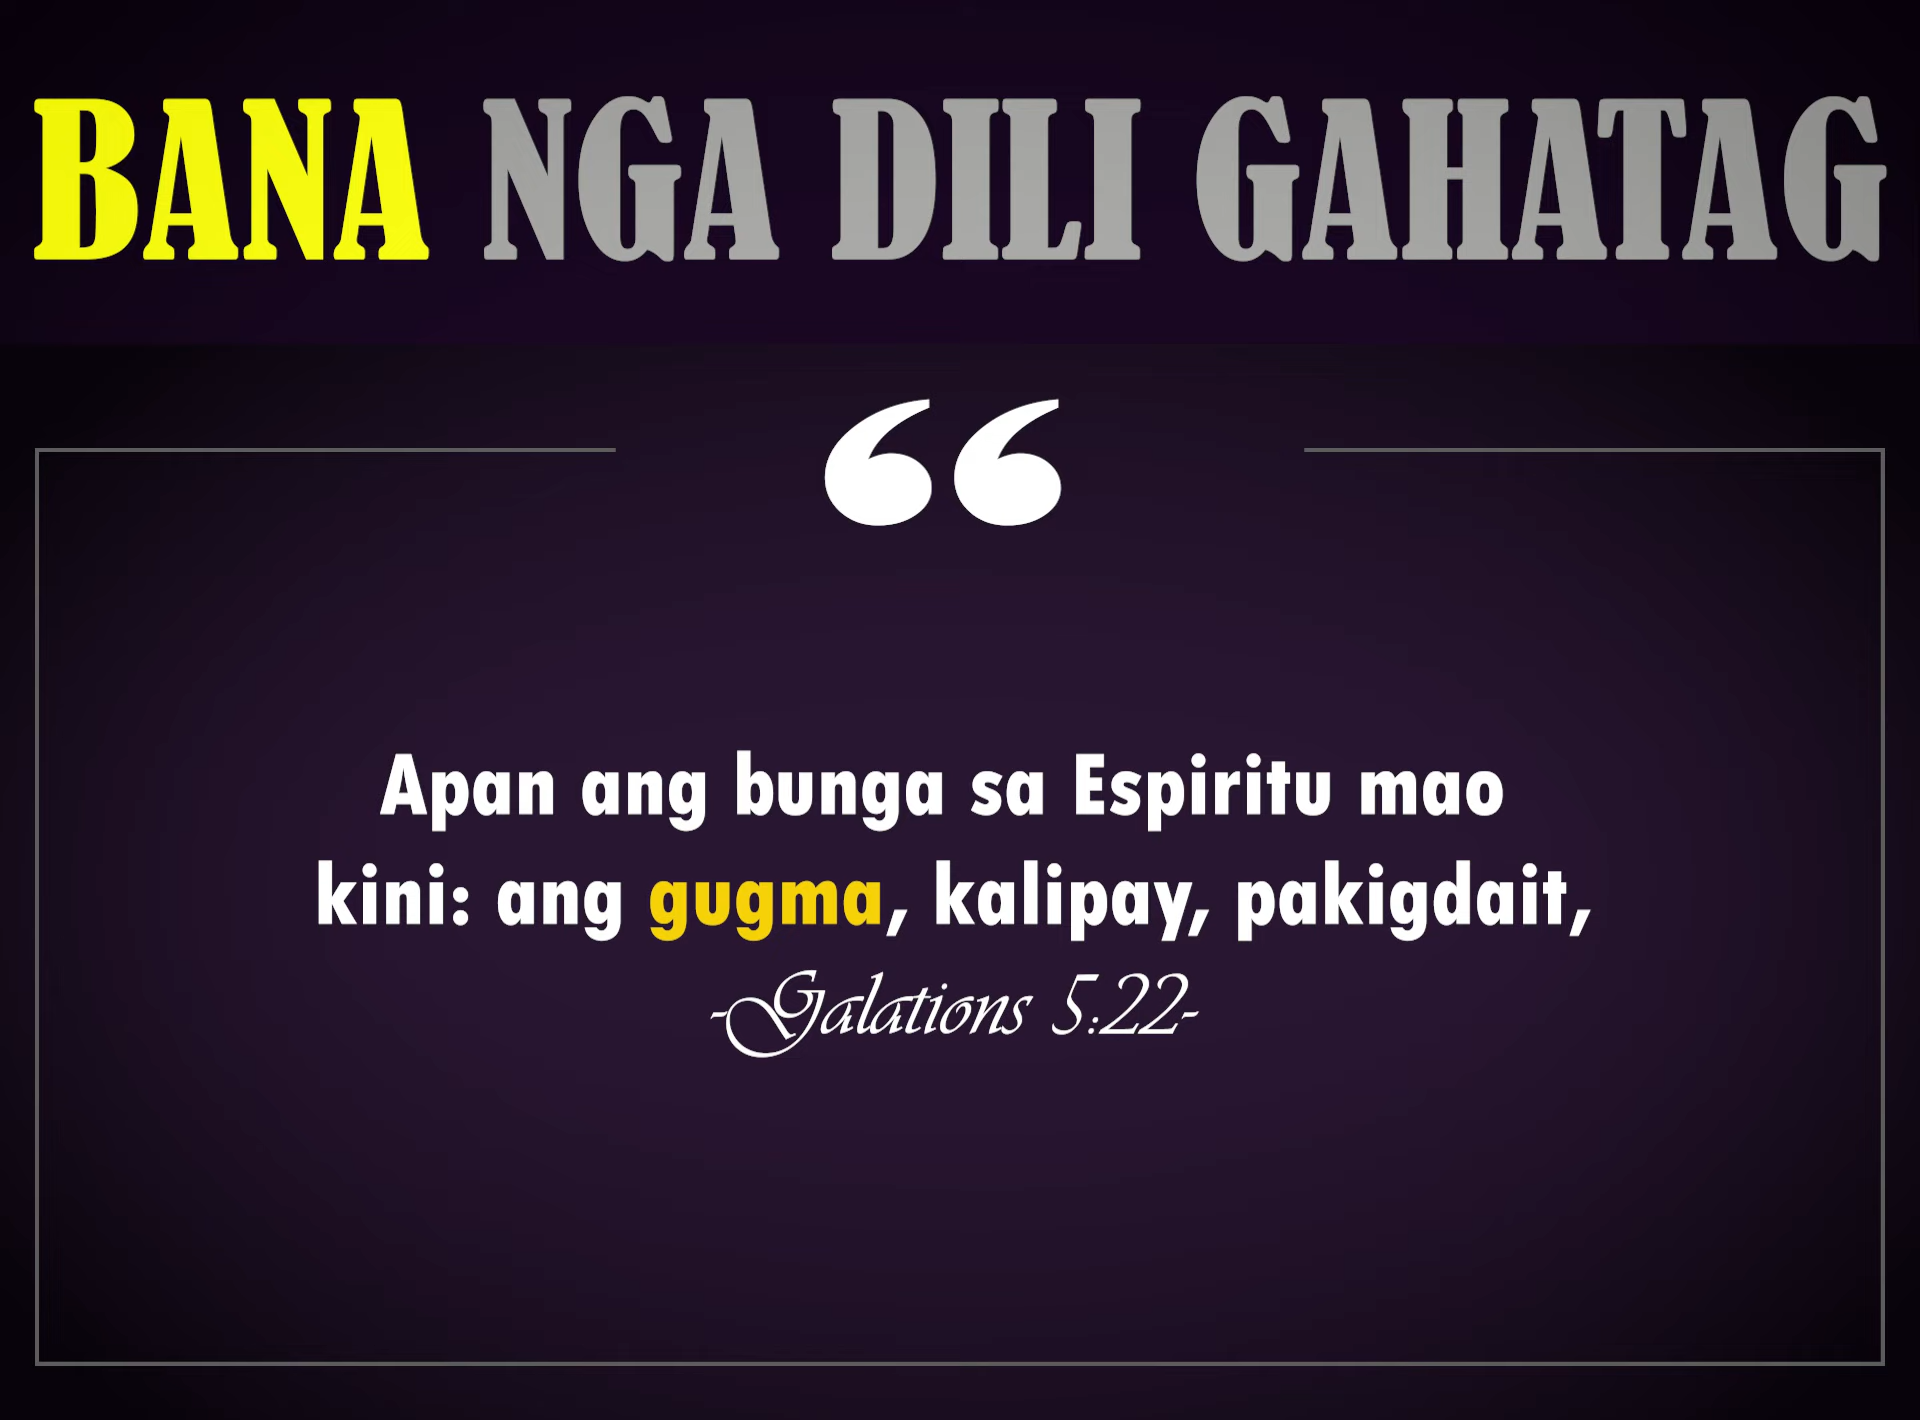 BANA NGA DILI GAHATAG
“
Apan ang bunga sa Espiritu mao
kini: ang gugma, kalipay, pakigdait,
-Galations 5:22-